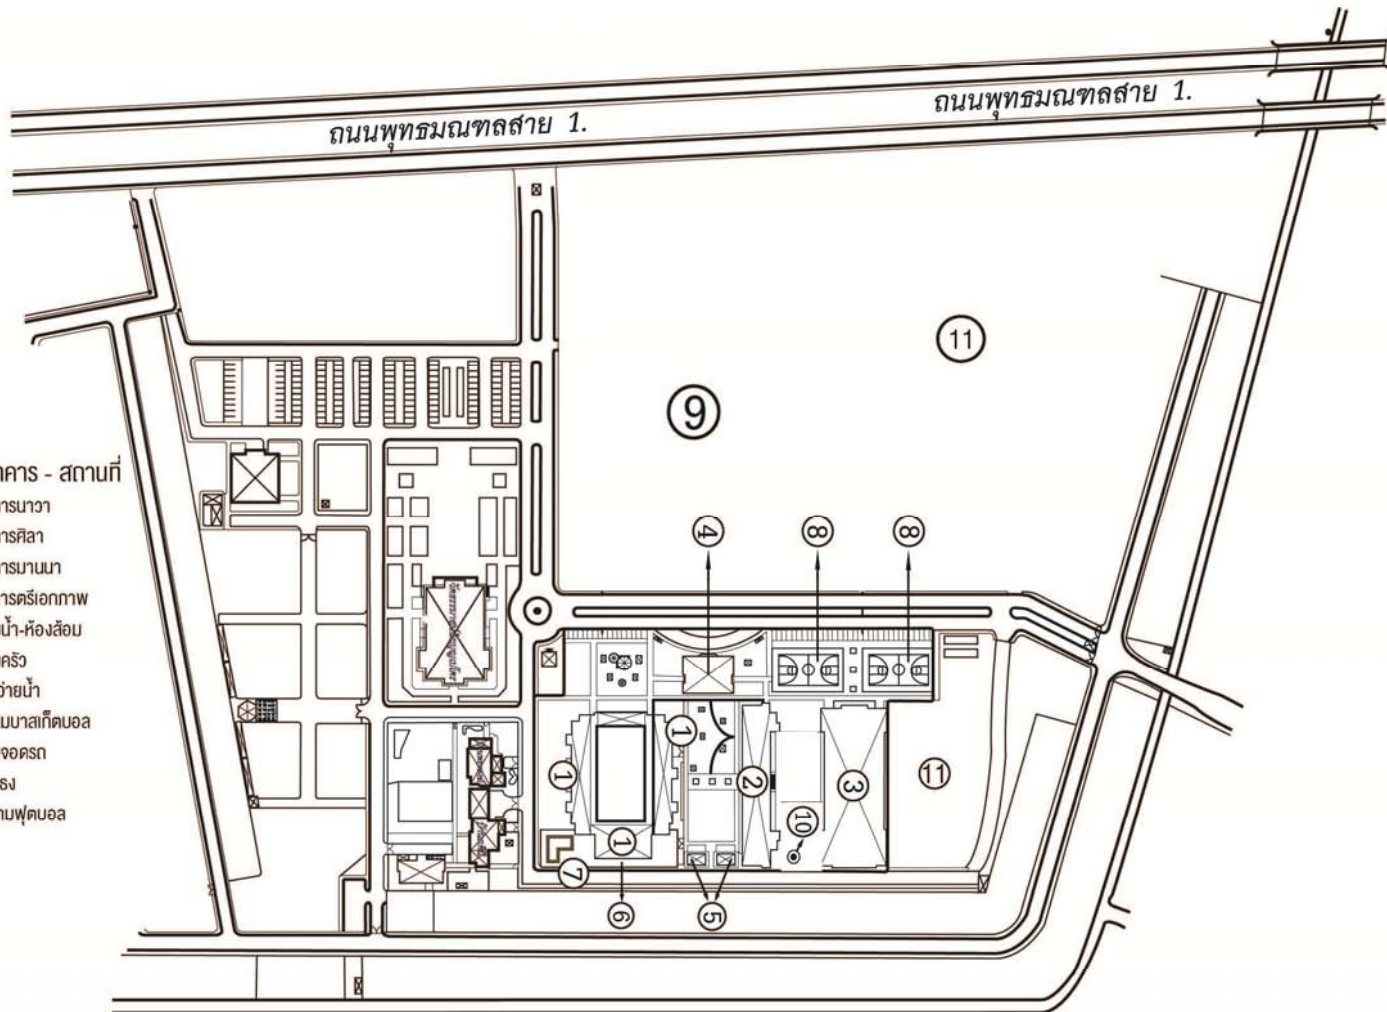 ถนนพุทธมณฑลสาย 1.
ถนนพุทธมณฑลสาย 1.
11
9
คาร - สถานที่
ารนาวา
ารศิลา
ารมานนา
ารตรีเอกภาพ
น้ำ-ห้องส้อม
ครัว
ว่ายน้ำ
มบาสเก็ตบอล
จอดรถ
ธง
ามฟุตบอล
4
8
8
1
1
2
3
11
10
1
7
6
5